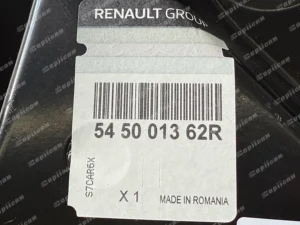 RENAULT GROUP
54 50 013 62R
S7CAR6X
X 1
MADE IN ROMANIA